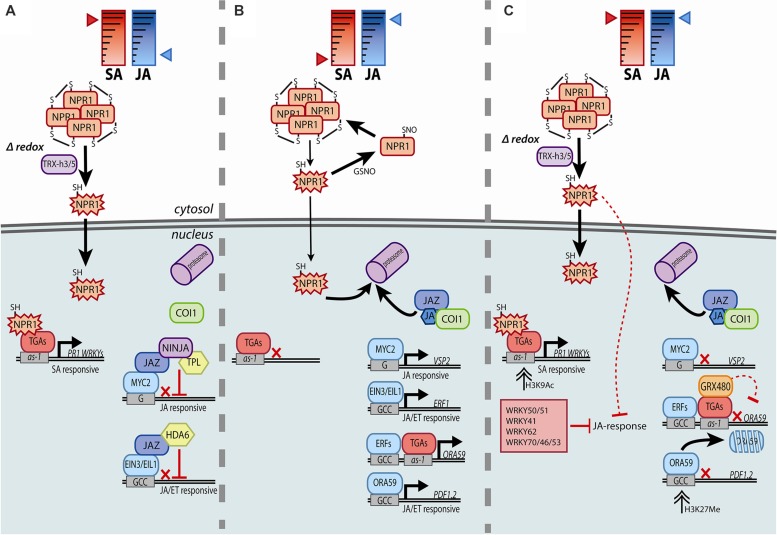 A
SA JA
S S
S S
NPR1
NPR1 NPR1
NPR1
S S
S S
Δ redox
TRX-h3/5
SH
NPR1
cytosol
nucleus
SH
NPR1
proteasome
COI1
SH
NPR1
TGAs
as-1
PR1 WRKYs
SA responsive
NINJA
JAZ
TPL
MYC2
G
JA responsive
HDA6
JAZ
EIN3/EIL1
GCC
JA/ET responsive
B
SA JA
S S
S S
NPR1
NPR1 NPR1
NPR1
S S
S S
SNO
NPR1
GSNO
SH
NPR1
SH
NPR1
proteasome
JAZ
JA
COI1
TGAs
as-1
MYC2
G
VSP2
JA responsive
EIN3/EIL1
GCC
ERF1
JA/ET responsive
ERFs
TGAs
GCC
as-1
ORA59
ORA59
GCC
PDF1.2
JA/ET responsive
C
SA JA
S S
S S
NPR1
NPR1 NPR1
NPR1
S S
S S
Δ redox
TRX-h3/5
SH
NPR1
SH
NPR1
proteasome
JAZ
JA
COI1
SH
NPR1
TGAs
as-1
PR1 WRKYs
SA responsive
H3K9Ac
WRKY50/51
WRKY41
WRKY62
WRKY70/46/53
JA-response
MYC2
G
VSP2
GRX480
ERFs
TGAs
GCC
as-1
ORA59
ORA59
ORA59
GCC
PDF1.2
H3K27Me